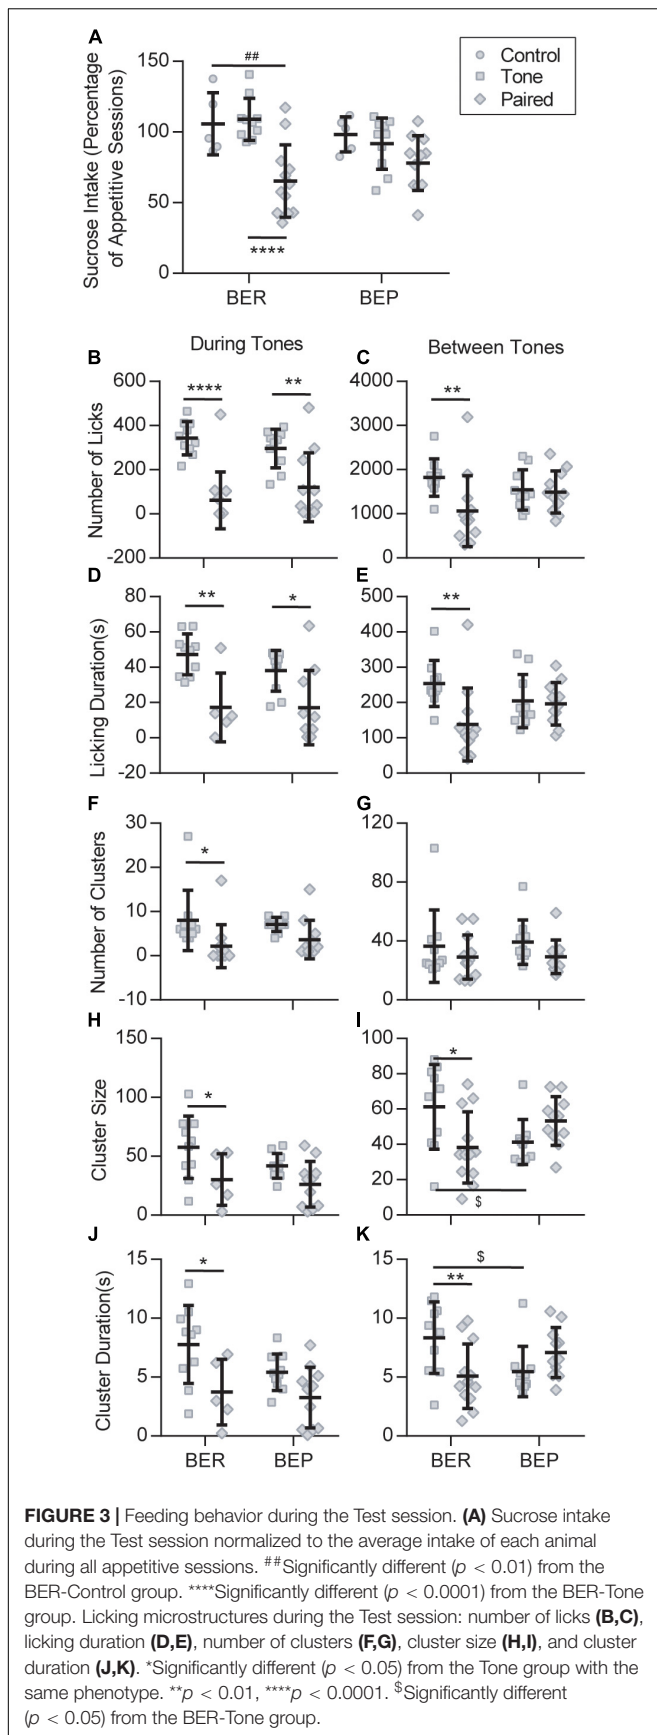 A
Sucrose Intake (Percentage
of Appetitive Sessions)
150
100
50
0
##
****
BER
BEP
Control
Tone
Paired
During Tones
Between Tones
B
Number of Licks
600
400
200
0
-200
****
**
C
4000
3000
2000
1000
0
**
D
Licking Duration(s)
80
60
40
20
0
-20
**
*
E
500
400
300
200
100
0
**
F
Number of Clusters
30
20
10
0
-10
*
G
120
80
40
0
H
Cluster Size
150
100
50
0
*
I
100
80
60
40
20
0
*
$
J
Cluster Duration(s)
15
10
5
0
*
BER
BEP
K
15
10
5
0
$
**
BER
BEP
FIGURE 3 | Feeding behavior during the Test session. (A) Sucrose intake
during the Test session normalized to the average intake of each animal
during all appetitive sessions. ##Significantly different (p < 0.01) from the
BER-Control group. ****Significantly different (p < 0.0001) from the BER-Tone
group. Licking microstructures during the Test session: number of licks (B,C),
licking duration (D,E), number of clusters (F,G), cluster size (H,I), and cluster
duration (J,K). *Significantly different (p < 0.05) from the Tone group with the
same phenotype. **p < 0.01, ****p < 0.0001. $Significantly different
(p < 0.05) from the BER-Tone group.